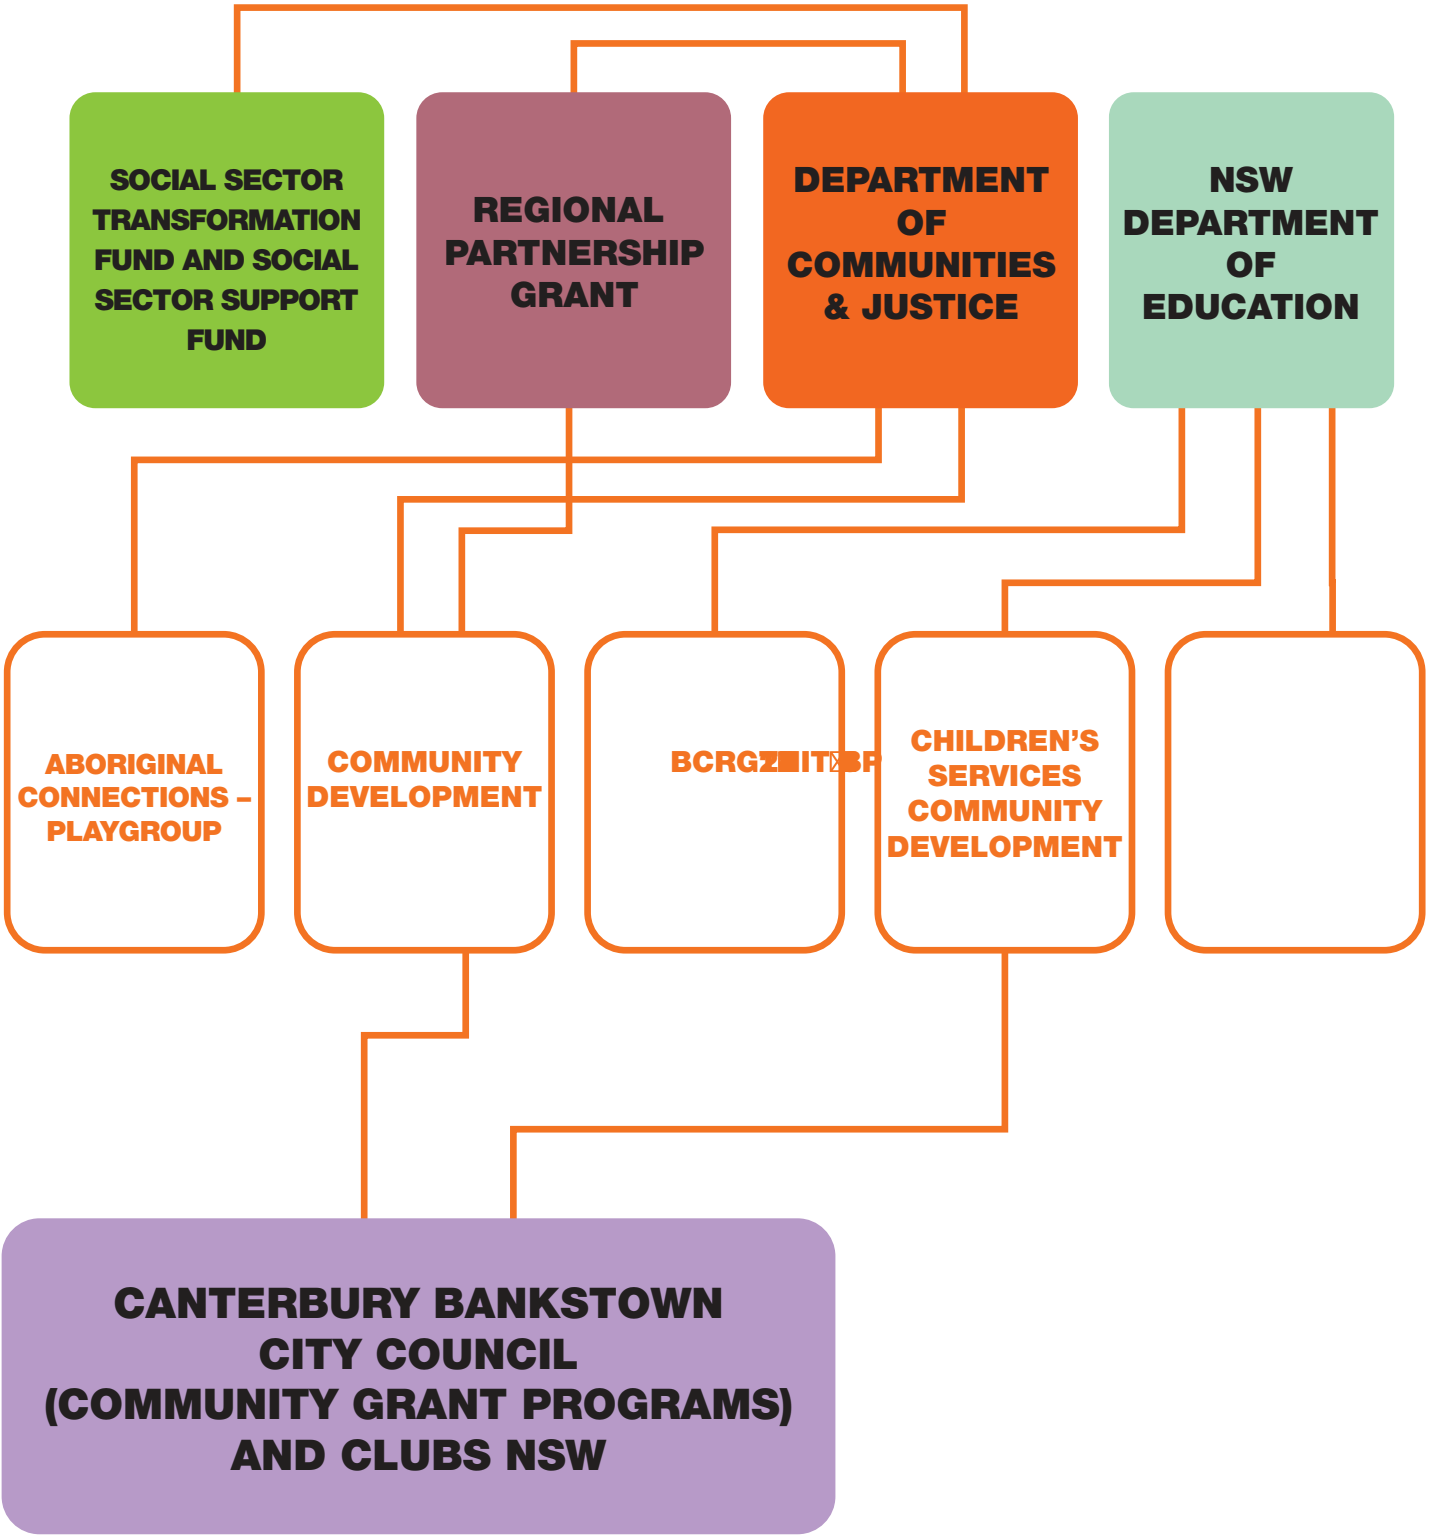 SOCIAL SECTOR
TRANSFORMATION
FUND AND SOCIAL
SECTOR SUPPORT
FUND
REGIONAL
PARTNERSHIP
GRANT
DEPARTMENT
OF
COMMUNITIES
& JUSTICE
NSW
DEPARTMENT
OF
EDUCATION
ABORIGINAL
CONNECTIONS –
PLAYGROUP
COMMUNITY
DEVELOPMENT
CHILDREN’S
SERVICES
COMMUNITY
DEVELOPMENT
CANTERBURY BANKSTOWN
CITY COUNCIL
(COMMUNITY GRANT PROGRAMS)
AND CLUBS NSW